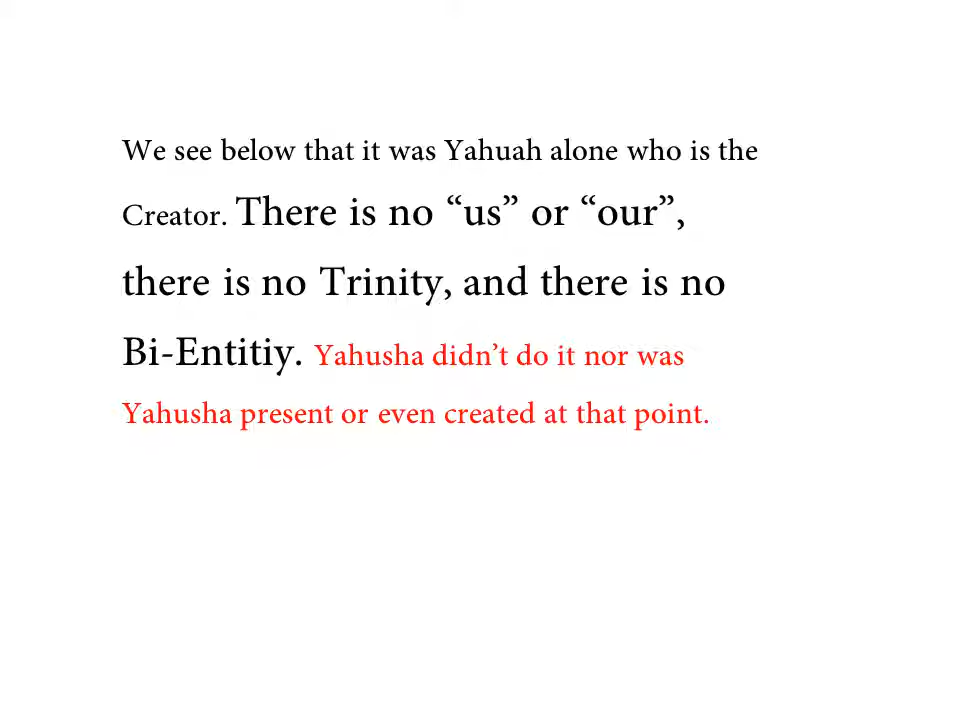 We see below that it was Yahuah alone who is the
Creator. There is no “us” or “our”,
there is no Trinity, and there is no
Bi-Entitiy. Yahusha didn’t do it nor was
Yahusha present or even created at that point.